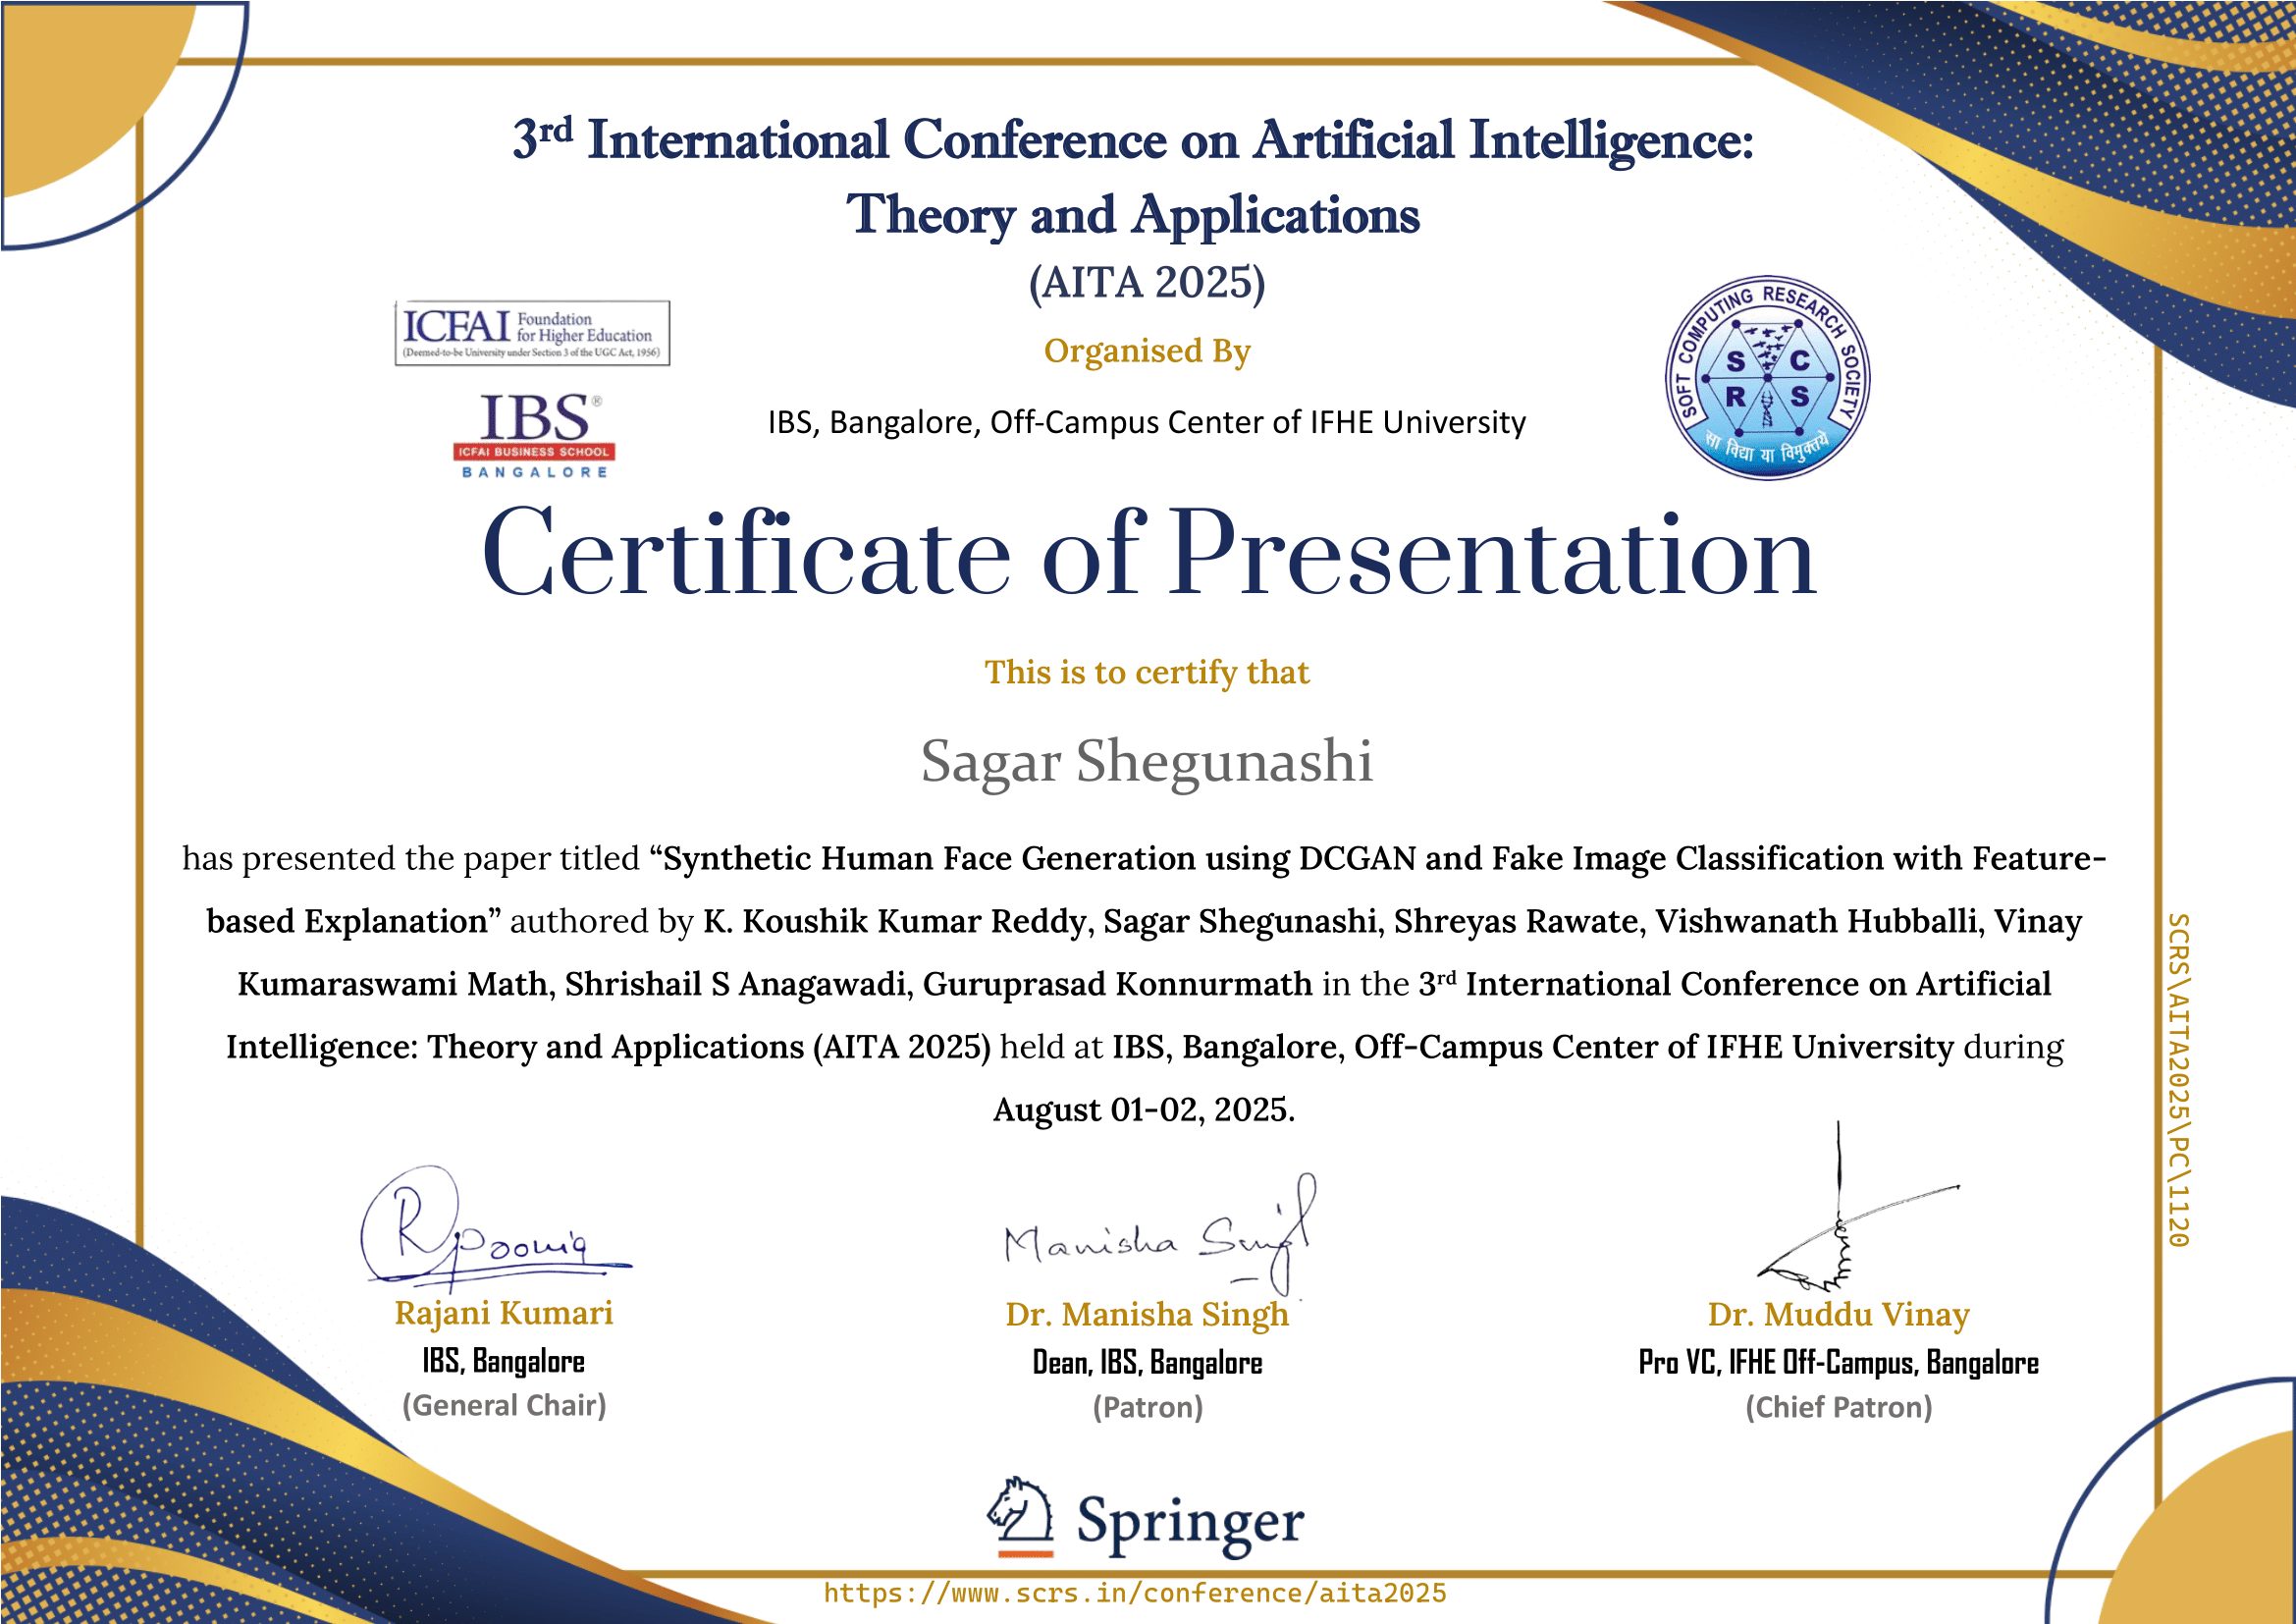 3rd International Conference on Artificial Intelligence:
Theory and Applications
(AITA 2025)
ICFAI Foundation
for Higher Education
(Deemed-to-be University under Section 3 of the UGC Act, 1956)
Organised By
IBS®
ICFAI BUSINESS SCHOOL
BANGALORE
IBS, Bangalore, Off-Campus Center of IFHE University
SOFT COMPUTING RESEARCH SOCIETY
S C
R S
सा विद्या या विमुक्तये
Certificate of Presentation
This is to certify that
Sagar Shegunashi
has presented the paper titled “Synthetic Human Face Generation using DCGAN and Fake Image Classification with Feature-
based Explanation” authored by K. Koushik Kumar Reddy, Sagar Shegunashi, Shreyas Rawate, Vishwanath Hubballi, Vinay
Kumaraswami Math, Shrishail S Anagawadi, Guruprasad Konnurmath in the 3rd International Conference on Artificial
Intelligence: Theory and Applications (AITA 2025) held at IBS, Bangalore, Off-Campus Center of IFHE University during
August 01-02, 2025.
SCRS\AITA2025\PC\1120
Rpoonia
Manisha Singh
Rajani Kumari
IBS, Bangalore
(General Chair)
Dr. Manisha Singh
Dean, IBS, Bangalore
(Patron)
Dr. Muddu Vinay
Pro VC, IFHE Off-Campus, Bangalore
(Chief Patron)
Springer
https://www.scrs.in/conference/aita2025